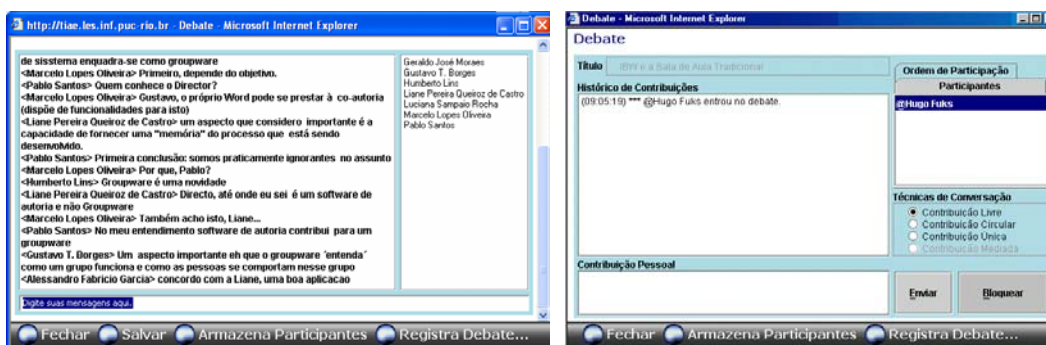 http://tiae.les.inf.puc-rio.br - Debate - Microsoft Internet Explorer
de sisstema enquadra-se como groupware
<Marcelo Lopes Oliveira> Primeiro, depende do objetivo.
<Pablo Santos> Quem conhece o Director?
<Marcelo Lopes Oliveira> Gustavo, o próprio Word pode se prestar à co-autoria
(dispõe de funcionalidades para isto)
<Liane Pereira Queiroz de Castro> um aspecto que considero importante é a
capacidade de fornecer uma "memória" do processo que está sendo
desenvolvido.
<Pablo Santos> Primeira conclusão: somos praticamente ignorantes no assunto
<Marcelo Lopes Oliveira> Por que, Pablo?
<Humberto Lins> Groupware é uma novidade
<Liane Pereira Queiroz de Castro> Directo, até onde eu sei é um software de
autoria e não Groupware
<Marcelo Lopes Oliveira> Também acho isto, Liane...
<Pablo Santos> No meu entendimento software de autoria contribui para um
groupware
<Gustavo T. Borges> Um aspecto importante eh que o groupware ´entenda´
como um grupo funciona e como as pessoas se comportam nesse grupo
<Alessandro Fabricio Garcia> concordo com a Liane, uma boa aplicacao
Geraldo José Moraes
Gustavo T. Borges
Humberto Lins
Liane Pereira Queiroz de Castro
Luciana Sampaio Rocha
Marcelo Lopes Oliveira
Pablo Santos
Digite suas mensagens aqui.
Fechar Salvar Armazena Participantes Registra Debate...
Debate - Microsoft Internet Explorer
Debate
Título IBW e a Sala de Aula Tradicional
Histórico de Contribuições
(09:05:19) *** @Hugo Fuks entrou no debate.
Ordem de Participação
Participantes
@Hugo Fuks
Técnicas de Conversação
Contribuição Livre
Contribuição Circular
Contribuição Única
Contribuição Mediada
Contribuição Pessoal
Enviar Bloquear
Fechar Armazena Participantes Registra Debate...